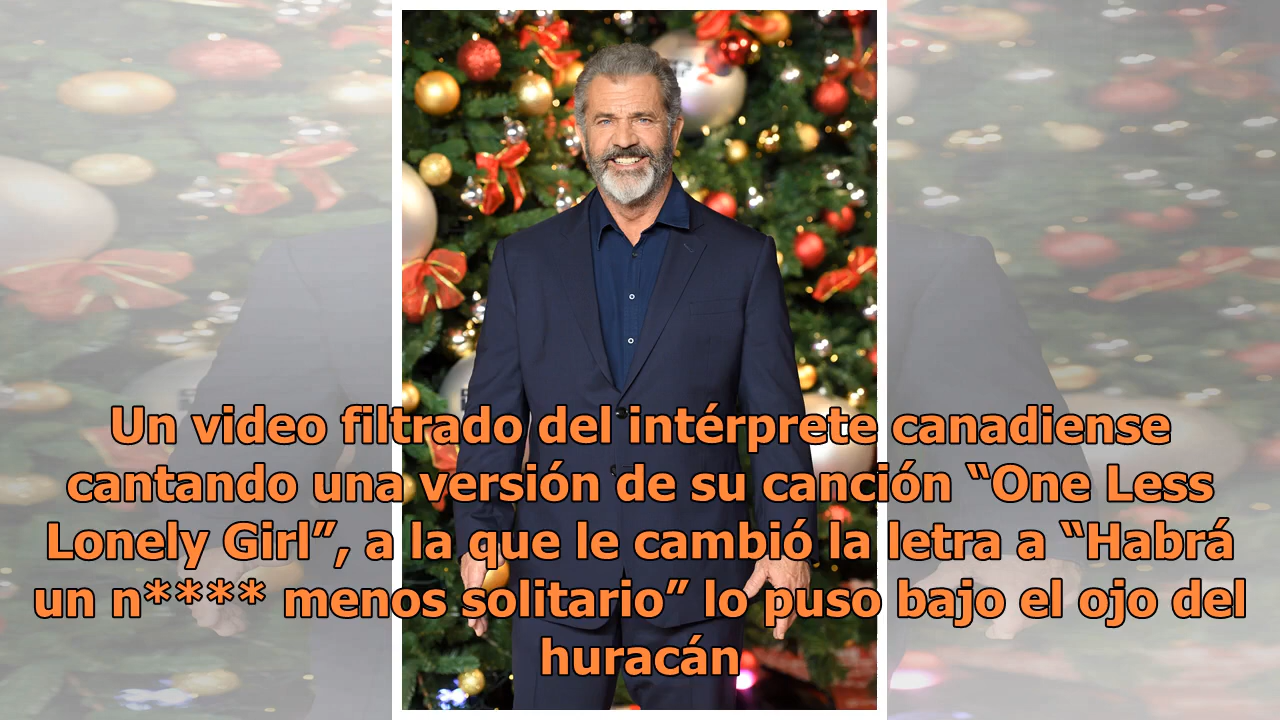 Un video filtrado del intérprete canadiense
cantando una versión de su canción “One Less
Lonely Girl”, a la que le cambió la letra a “Habrá
un n**** menos solitario” lo puso bajo el ojo del
huracán